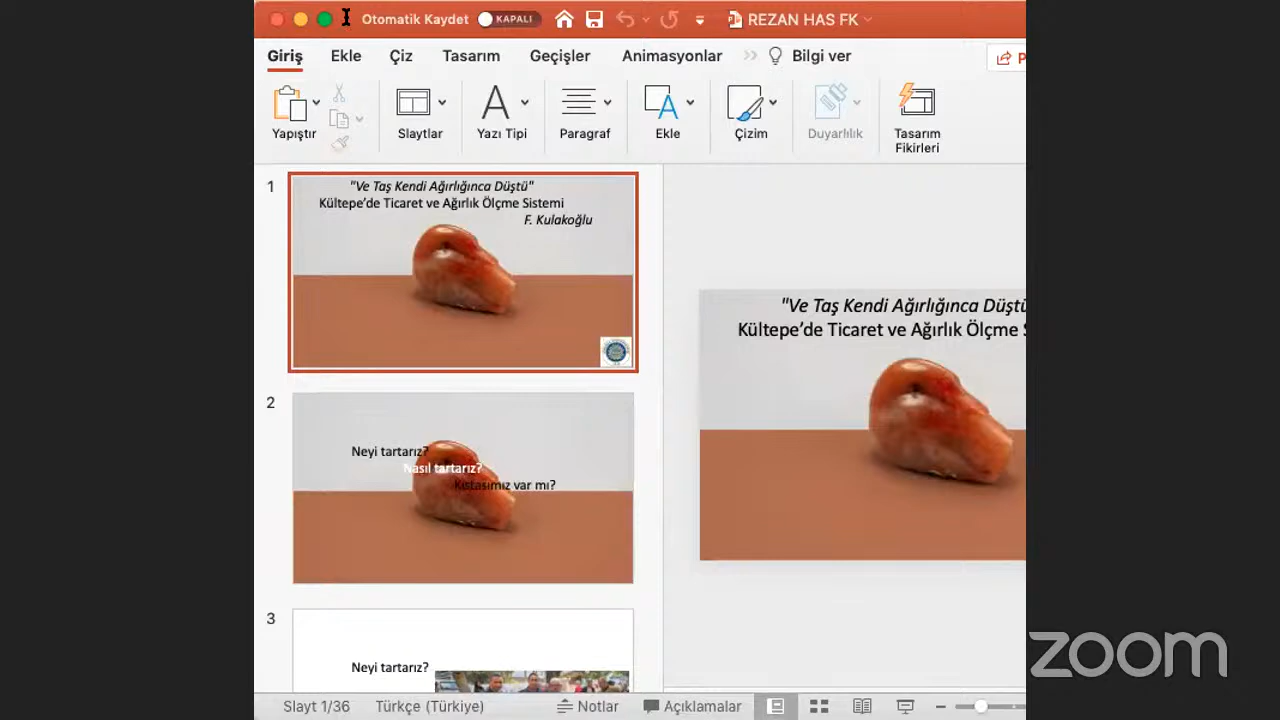 Otomatik Kaydet KAPALI REZAN HAS FK
Giriş Ekle Çiz Tasarım Geçişler Animasyonlar Bilgi ver
Yapıştır Slaytlar Yazı Tipi Paragraf Ekle Çizim Duyarlılık Tasarım Fikirleri
1
"Ve Taş Kendi Ağırlığınca Düştü"
Kültepe’de Ticaret ve Ağırlık Ölçme Sistemi
F. Kulakoğlu
2
Neyi tartarız?
Nasıl tartarız?
Kıstasımız var mı?
3
Neyi tartarız?
"Ve Taş Kendi Ağırlığınca Düştü
Kültepe’de Ticaret ve Ağırlık Ölçme
Slayt 1/36 Türkçe (Türkiye) Notlar Açıklamalar
zoom